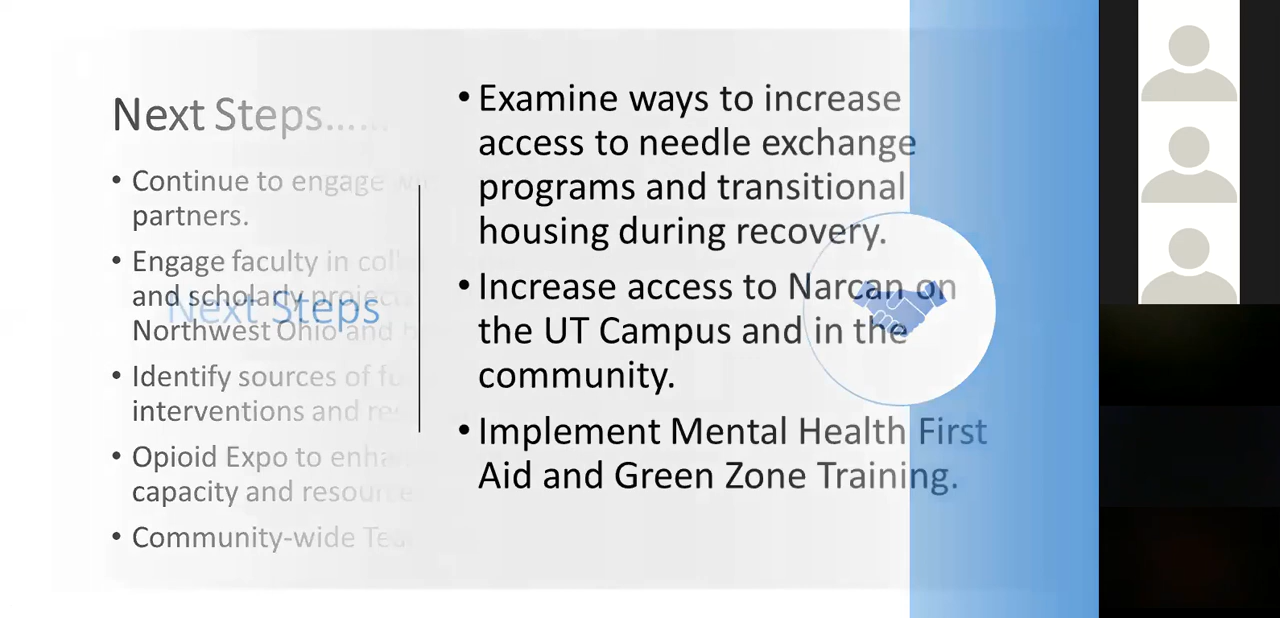 Next Steps……
• Continue to engage
partners.
• Engage faculty in
and scholarly
Northwest Ohio and
• Identify sources of
interventions and
• Opioid Expo to
capacity and
• Community-wide
Next Steps
• Examine ways to increase
access to needle exchange
programs and transitional
housing during recovery.
• Increase access to Narcan on
the UT Campus and in the
community.
• Implement Mental Health First
Aid and Green Zone Training.